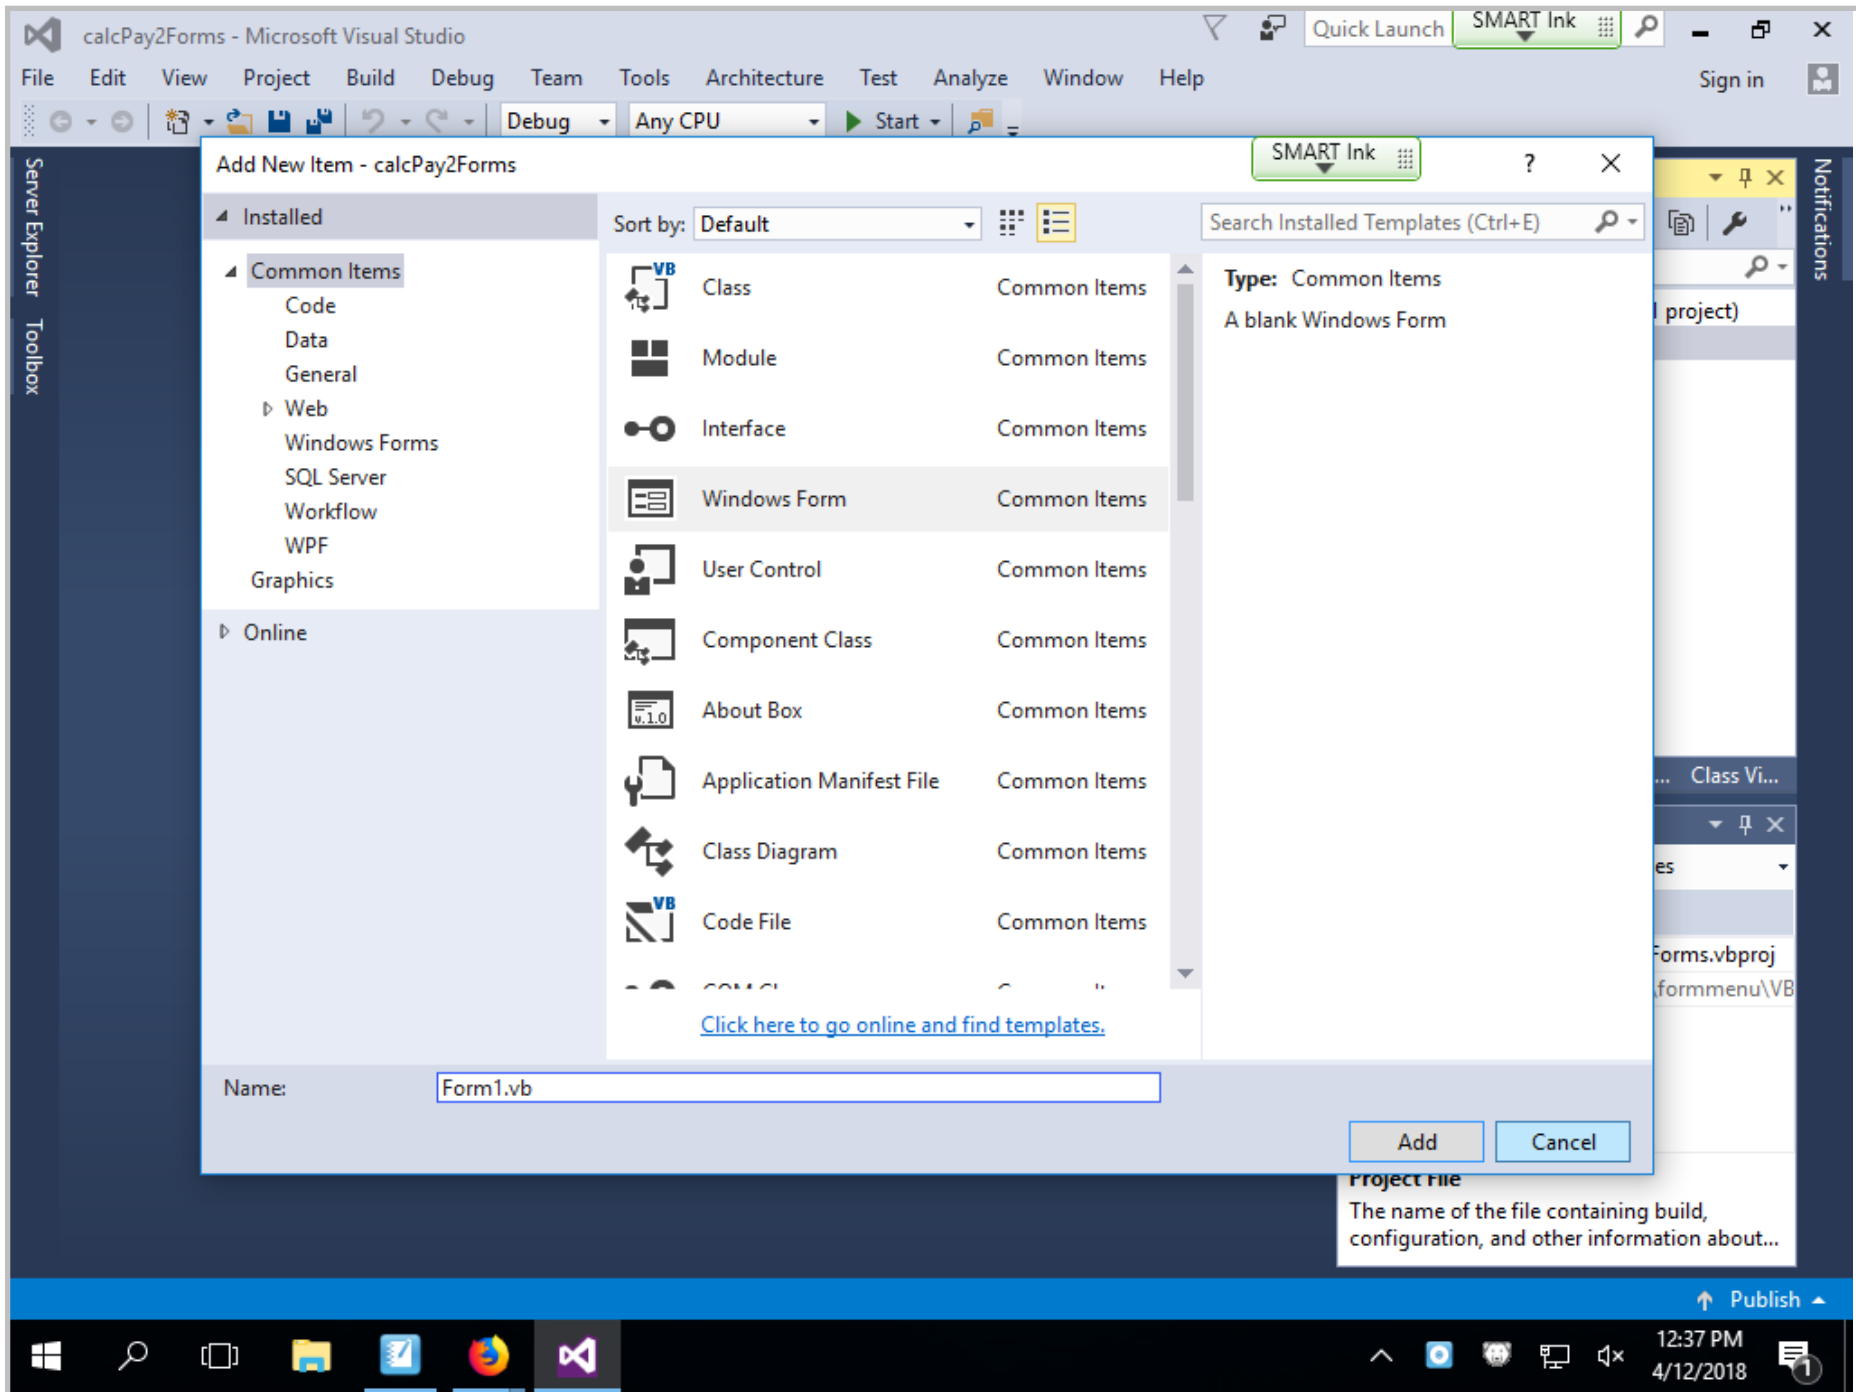 calcPay2Forms - Microsoft Visual Studio
Quick Launch
SMART Ink
File Edit View Project Build Debug Team Tools Architecture Test Analyze Window Help
Sign in
Debug Any CPU Start
Server Explorer
Toolbox
Notifications
Add New Item - calcPay2Forms
SMART Ink
?
Installed
Sort by: Default
Search Installed Templates (Ctrl+E)
Common Items
Code
Data
General
Web
Windows Forms
SQL Server
Workflow
WPF
Graphics
Online
VB Class Common Items
Module Common Items
Interface Common Items
Windows Form Common Items
User Control Common Items
Component Class Common Items
v.1.0 About Box Common Items
Application Manifest File Common Items
Class Diagram Common Items
VB Code File Common Items
Click here to go online and find templates.
Type: Common Items
A blank Windows Form
project)
... Class Vi...
es
Forms.vbproj
\formmenu\VB
Name: Form1.vb
Add Cancel
Project File
The name of the file containing build,
configuration, and other information about...
Publish
12:37 PM
4/12/2018
1